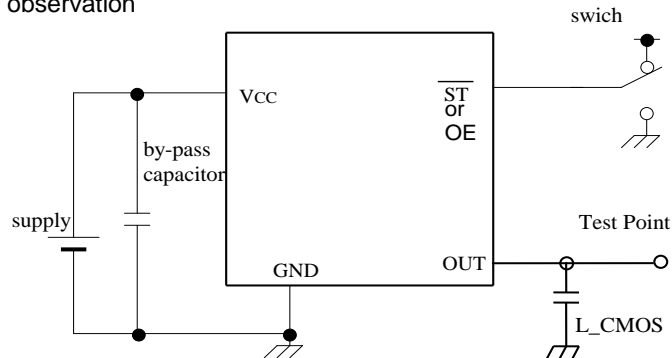 observation
swich
VCC
ST
or
OE
by-pass
capacitor
supply
Test Point
GND
OUT
L_CMOS